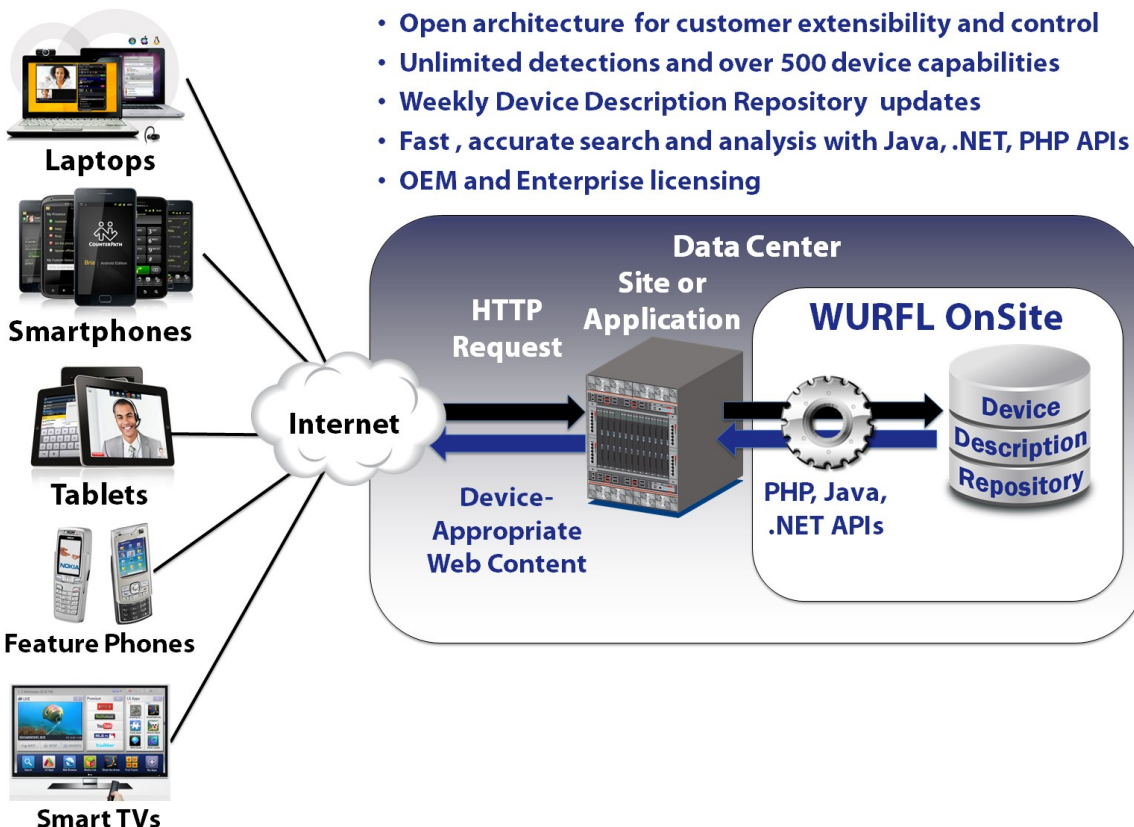 • Open architecture for customer extensibility and control
• Unlimited detections and over 500 device capabilities
• Weekly Device Description Repository updates
• Fast , accurate search and analysis with Java, .NET, PHP APIs
• OEM and Enterprise licensing
Laptops
COUNTERPATH
Smartphones
Tablets
NOKIA
Feature Phones
Smart TVs
Internet
Data Center
HTTP
Request
Site or
Application
Device-
Appropriate
Web Content
WURFL OnSite
PHP, Java,
.NET APIs
Device
Description
Repository